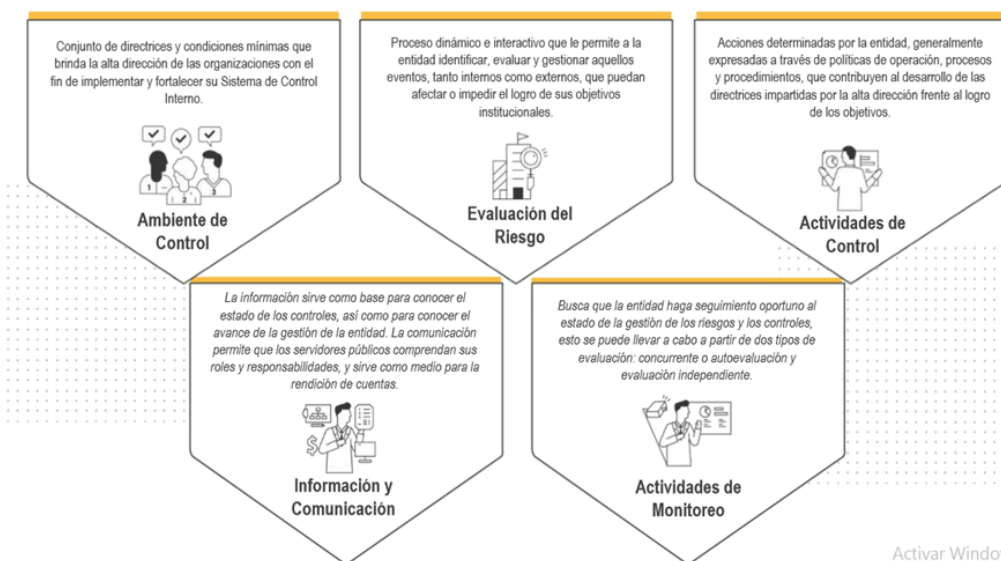 Conjunto de directrices y condiciones mínimas que
brinda la alta dirección de las organizaciones con el
fin de implementar y fortalecer su Sistema de Control
Interno.
1
2
3
Ambiente de
Control
Proceso dinámico e interactivo que le permite a la
entidad identificar, evaluar y gestionar aquellos
eventos, tanto internos como externos, que puedan
afectar o impedir el logro de sus objetivos
institucionales.
Evaluación del
Riesgo
Acciones determinadas por la entidad, generalmente
expresadas a través de políticas de operación, procesos
y procedimientos, que contribuyen al desarrollo de las
directrices impartidas por la alta dirección frente al logro
de los objetivos.
Actividades de
Control
La información sirve como base para conocer el
estado de los controles, así como para conocer el
avance de la gestión de la entidad. La comunicación
permite que los servidores públicos comprendan sus
roles y responsabilidades, y sirve como medio para la
rendición de cuentas.
$
Información y
Comunicación
Busca que la entidad haga seguimiento oportuno al
estado de la gestión de los riesgos y los controles,
esto se puede llevar a cabo a partir de dos tipos de
evaluación: concurrente o autoevaluación y
evaluación independiente.
Actividades de
Monitoreo
Activar Windo